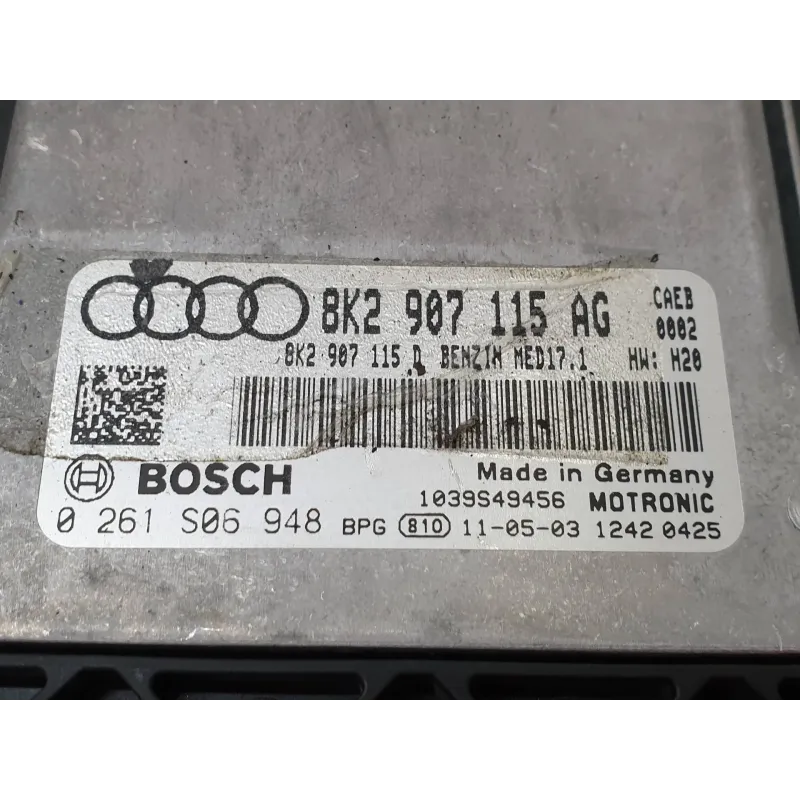 8K2 907 115 AG CAEB
0002
8K2 907 115 D BENZIN MED17.1 HW: H20
BOSCH Made in Germany
1039S49456 MOTRONIC
0 261 S06 948 BPG 810 11-05-03 1242 0425